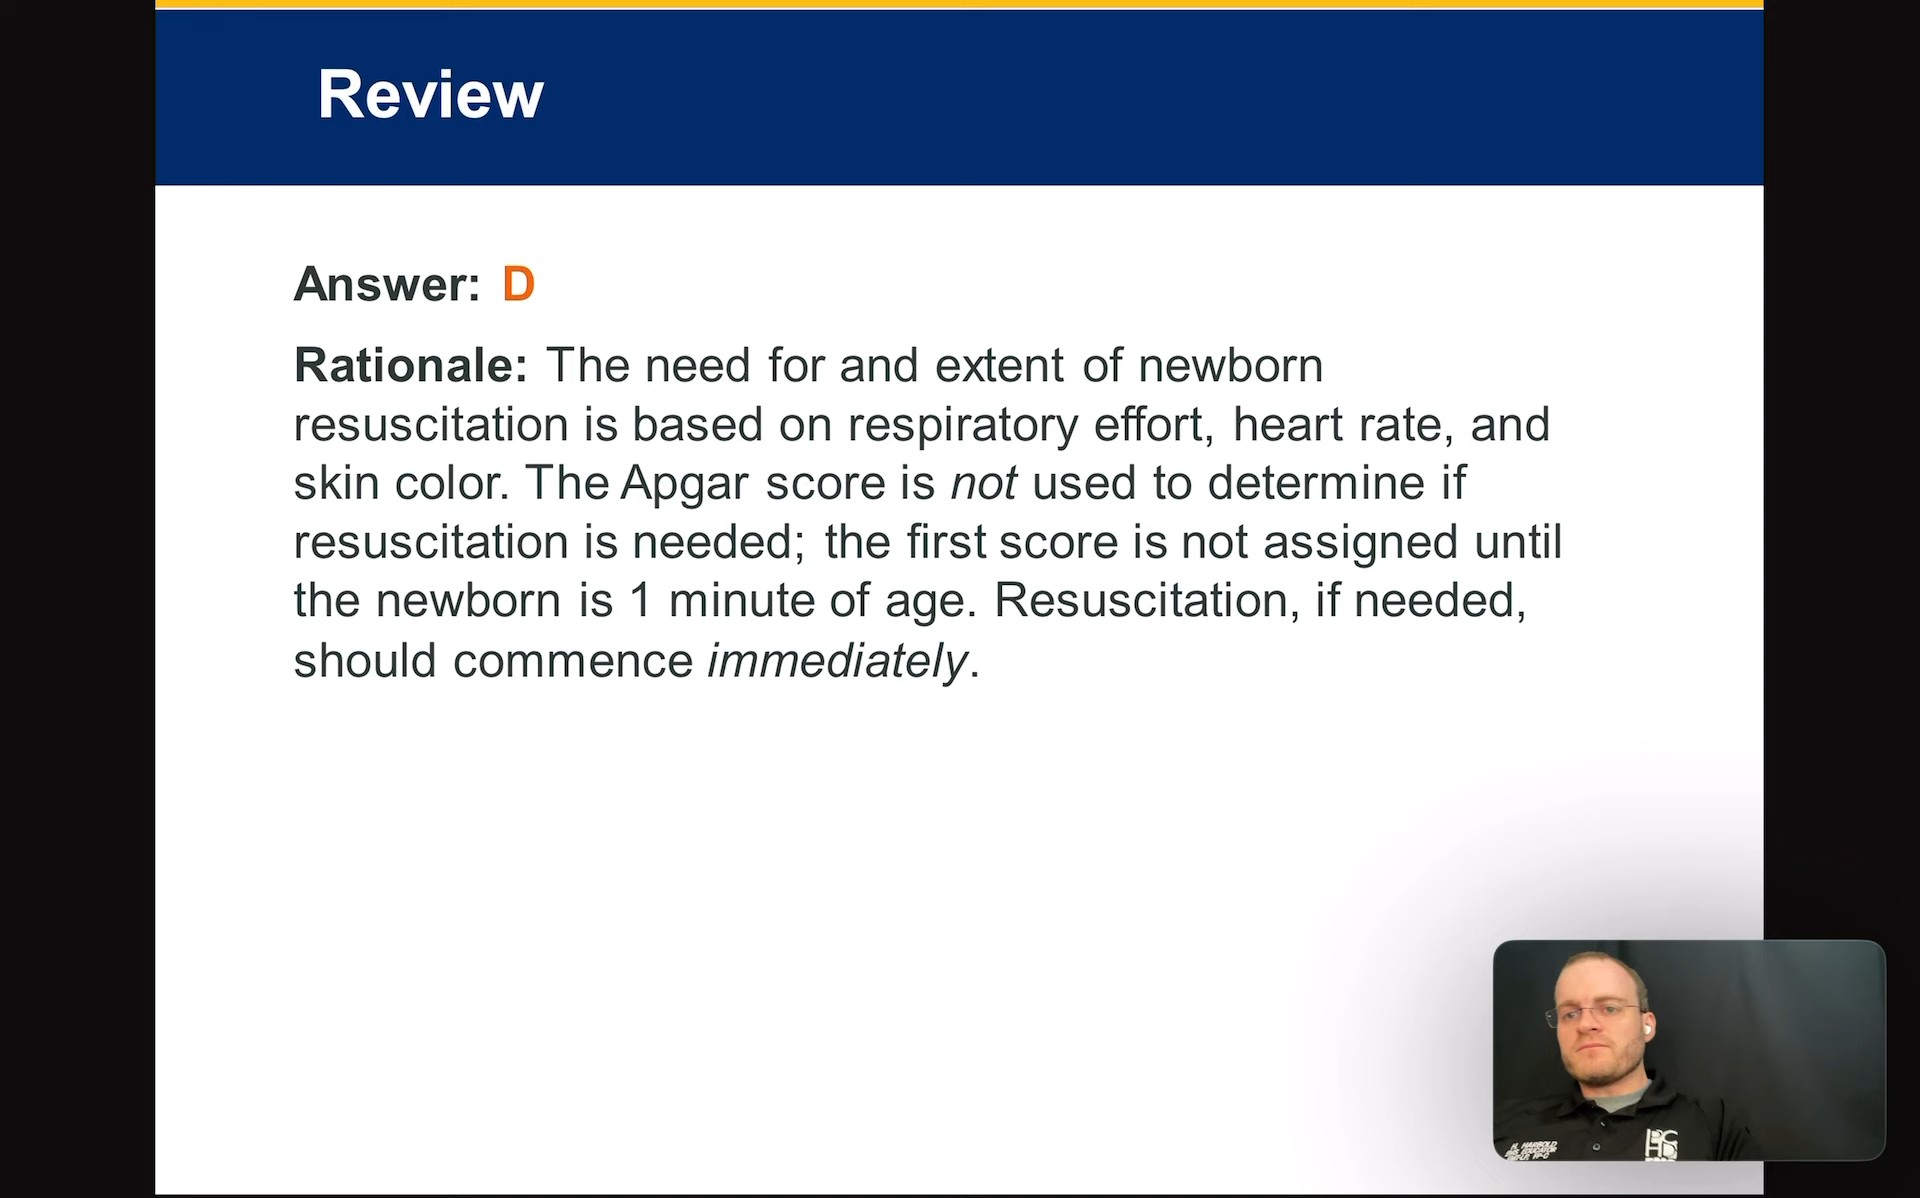 Review
Answer: D
Rationale: The need for and extent of newborn
resuscitation is based on respiratory effort, heart rate, and
skin color. The Apgar score is not used to determine if
resuscitation is needed; the first score is not assigned until
the newborn is 1 minute of age. Resuscitation, if needed,
should commence immediately.
HARBOLD